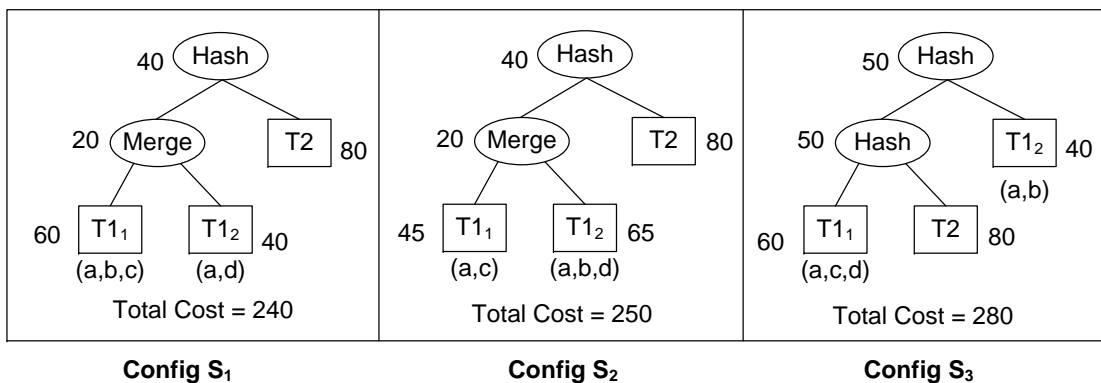 40 Hash
20 Merge T2 80
60 T1₁ T1₂ 40
(a,b,c) (a,d)
Total Cost = 240
Config S₁
40 Hash
20 Merge T2 80
45 T1₁ T1₂ 65
(a,c) (a,b,d)
Total Cost = 250
Config S₂
50 Hash
50 Hash T1₂ 40
(a,b)
60 T1₁ T2 80
(a,c,d)
Total Cost = 280
Config S₃